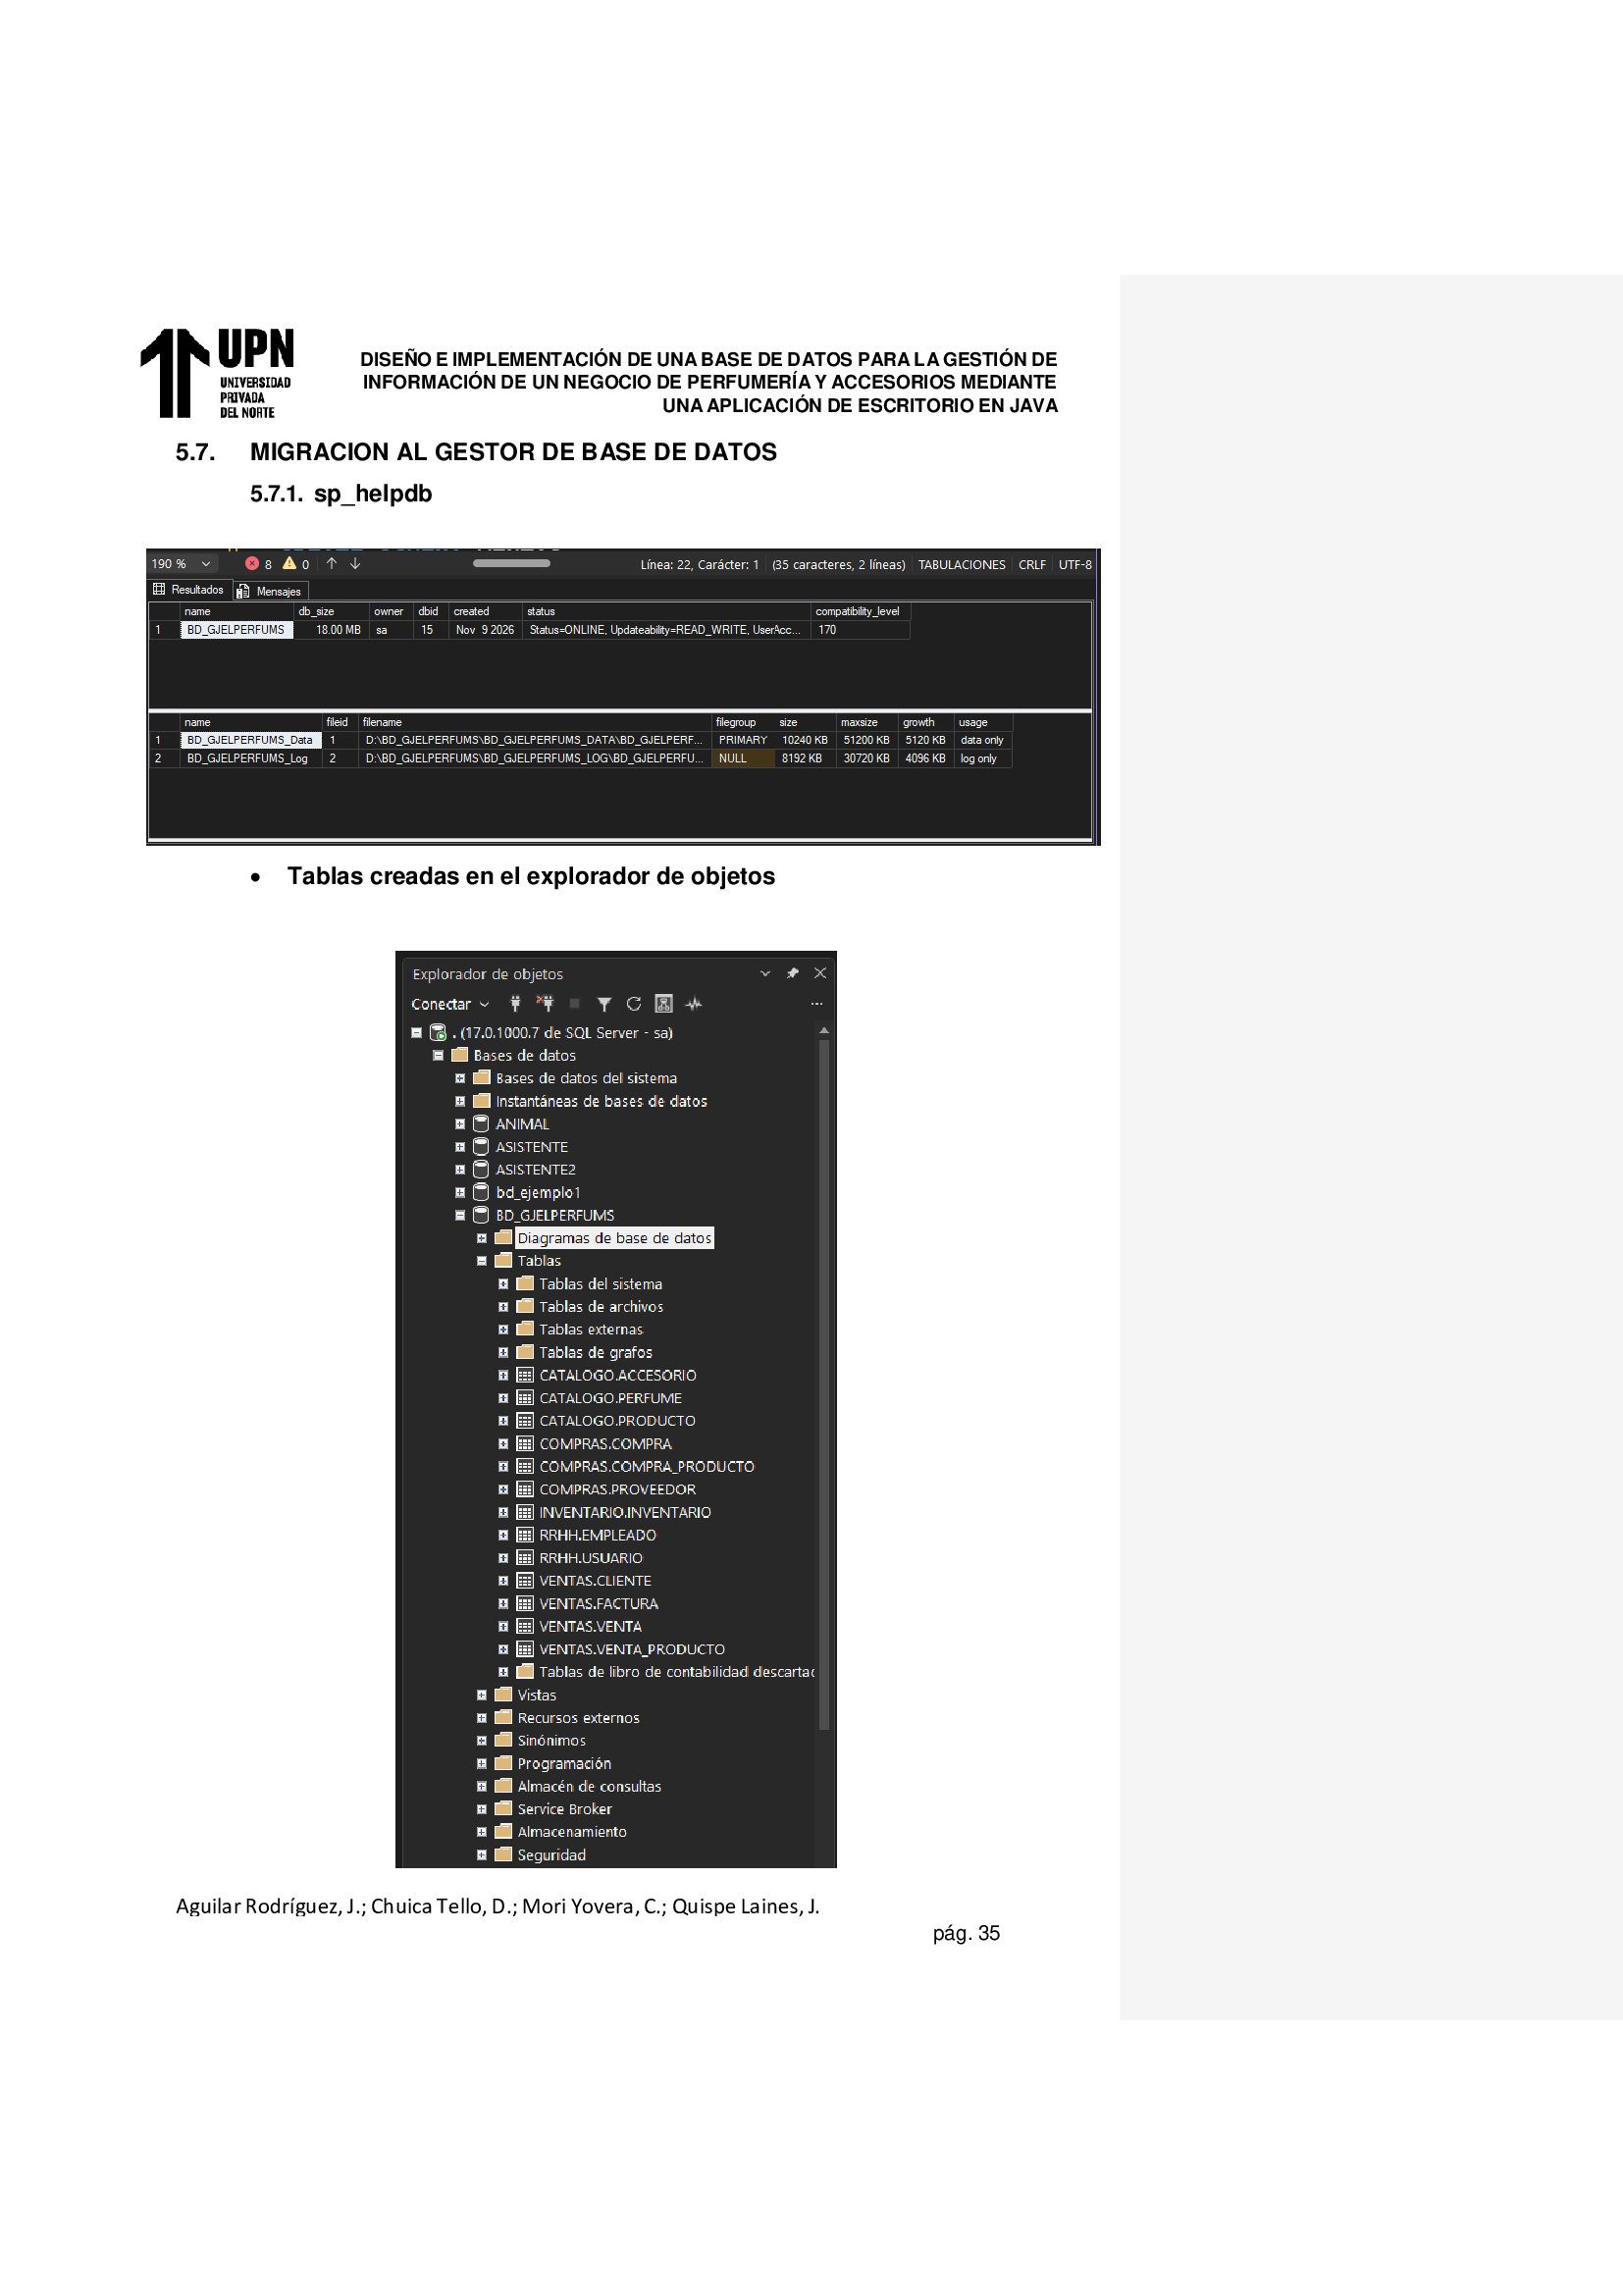 UPN
UNIVERSIDAD
PRIVADA
DEL NORTE
DISEÑO E IMPLEMENTACIÓN DE UNA BASE DE DATOS PARA LA GESTIÓN DE
INFORMACIÓN DE UN NEGOCIO DE PERFUMERÍA Y ACCESORIOS MEDIANTE
UNA APLICACIÓN DE ESCRITORIO EN JAVA
5.7. MIGRACION AL GESTOR DE BASE DE DATOS
5.7.1. sp_helpdb
190 % 8 0 Línea: 22, Carácter: 1 (35 caracteres, 2 líneas) TABULACIONES CRLF UTF-8
Resultados Mensajes
name db_size owner dbid created status compatibility_level
1 BD_GJELPERFUMS 18.00 MB sa 15 Nov 9 2026 Status=ONLINE, Updateability=READ_WRITE, UserAcc... 170
name fileid filename filegroup size maxsize growth usage
1 BD_GJELPERFUMS_Data 1 D:\BD_GJELPERFUMS\BD_GJELPERFUMS_DATA\BD_GJELPERF... PRIMARY 10240 KB 51200 KB 5120 KB data only
2 BD_GJELPERFUMS_Log 2 D:\BD_GJELPERFUMS\BD_GJELPERFUMS_LOG\BD_GJELPERFU... NULL 8192 KB 30720 KB 4096 KB log only
• Tablas creadas en el explorador de objetos
Explorador de objetos
Conectar
. (17.0.1000.7 de SQL Server - sa)
Bases de datos
Bases de datos del sistema
Instantáneas de bases de datos
ANIMAL
ASISTENTE
ASISTENTE2
bd_ejemplo1
BD_GJELPERFUMS
Diagramas de base de datos
Tablas
Tablas del sistema
Tablas de archivos
Tablas externas
Tablas de grafos
CATALOGO.ACCESORIO
CATALOGO.PERFUME
CATALOGO.PRODUCTO
COMPRAS.COMPRA
COMPRAS.COMPRA_PRODUCTO
COMPRAS.PROVEEDOR
INVENTARIO.INVENTARIO
RRHH.EMPLEADO
RRHH.USUARIO
VENTAS.CLIENTE
VENTAS.FACTURA
VENTAS.VENTA
VENTAS.VENTA_PRODUCTO
Tablas de libro de contabilidad descartac
Vistas
Recursos externos
Sinónimos
Programación
Almacén de consultas
Service Broker
Almacenamiento
Seguridad
Aguilar Rodríguez, J.; Chuica Tello, D.; Mori Yovera, C.; Quispe Laines, J.
pág. 35